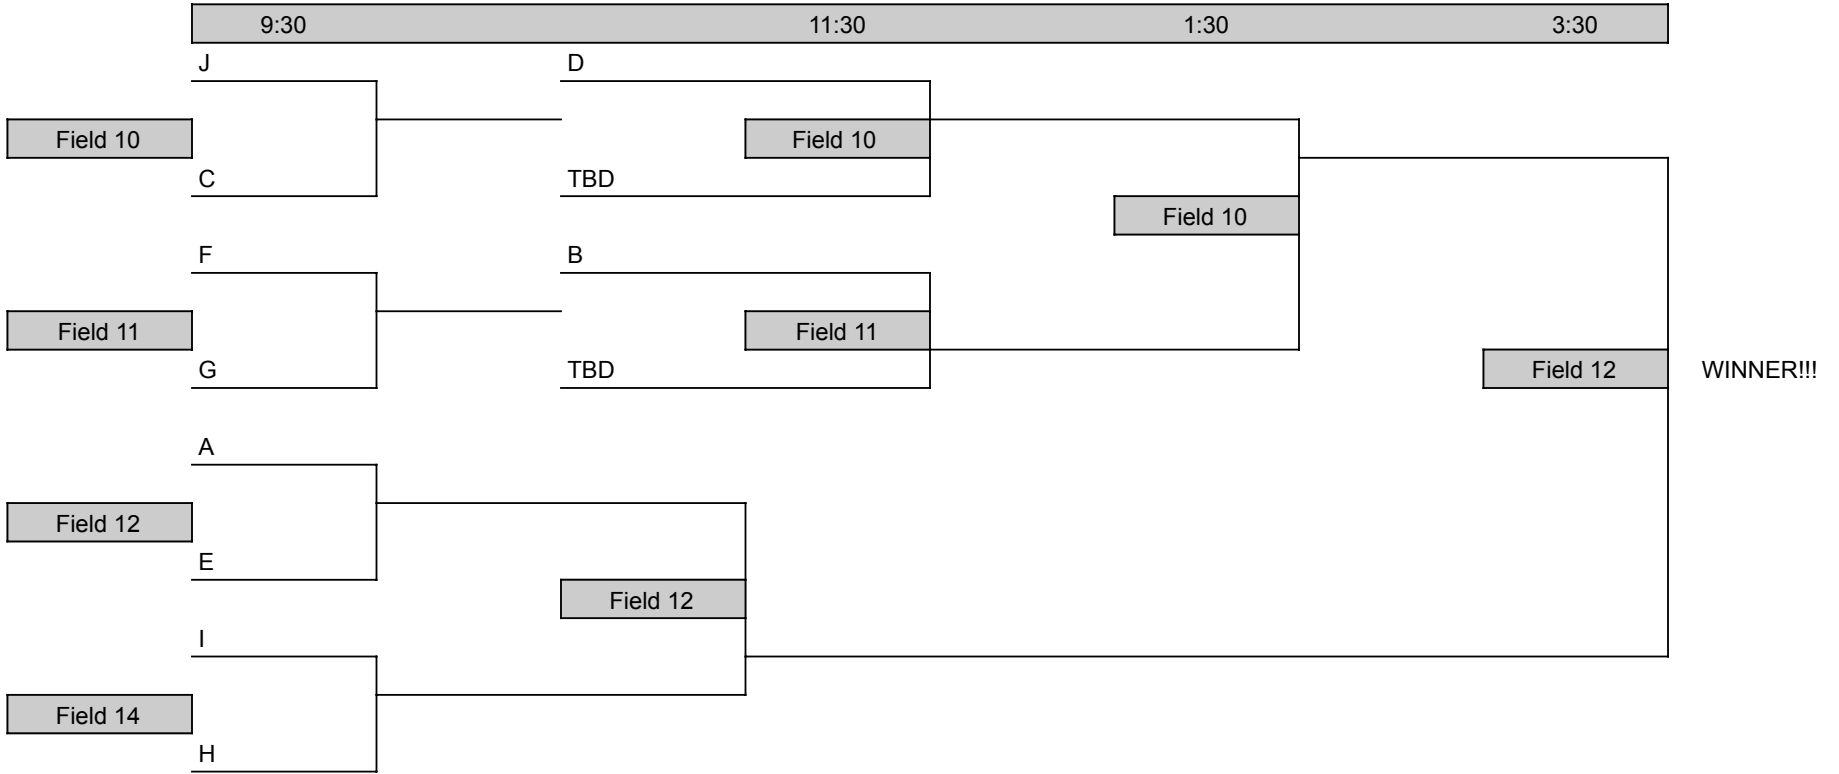 9:30 11:30 1:30 3:30
J D
Field 10 Field 10
C TBD
Field 10
F B
Field 11 Field 11
G TBD
Field 12 WINNER!!!
A
Field 12
E
Field 12
I
Field 14
H